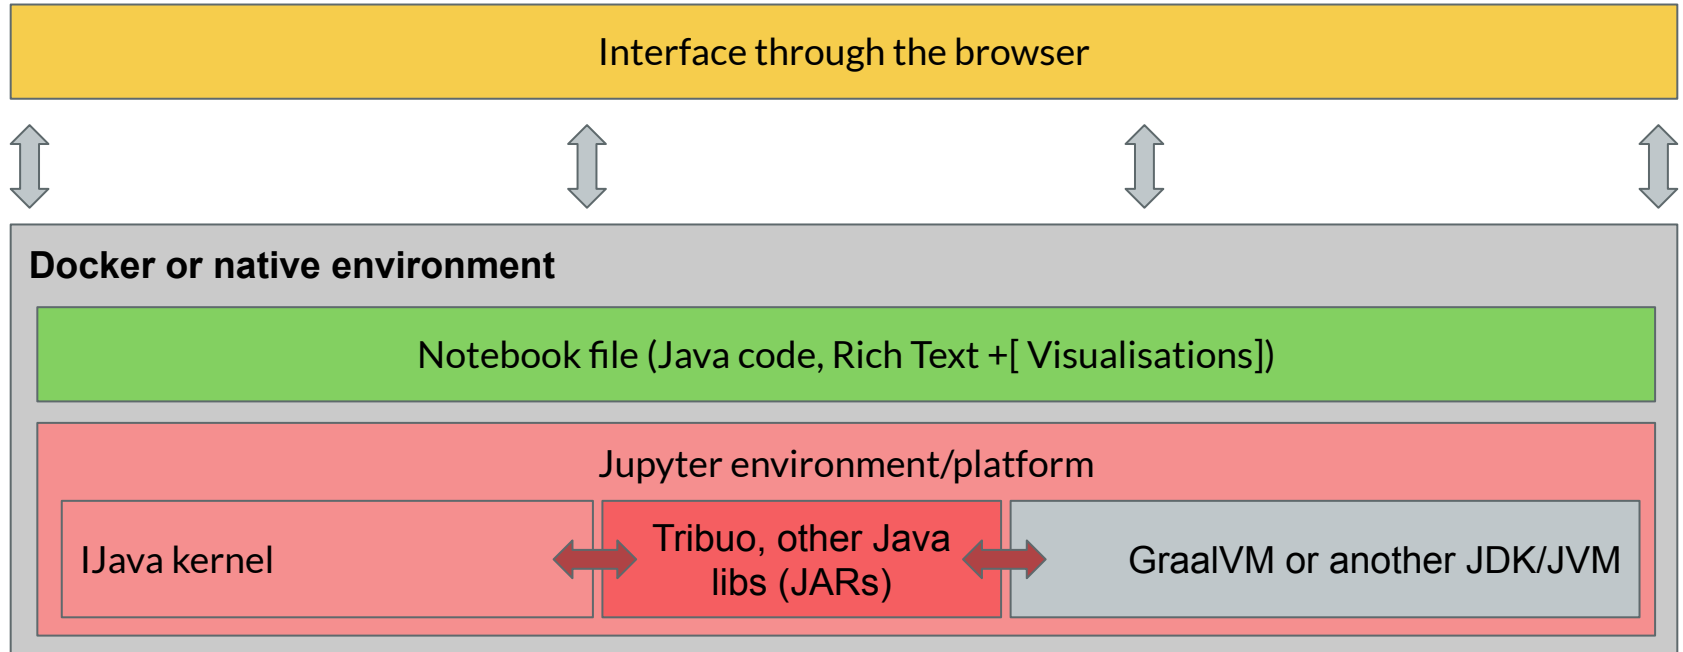 Interface through the browser
Docker or native environment
Notebook file (Java code, Rich Text +[ Visualisations])
Jupyter environment/platform
IJava kernel
Tribuo, other Java
libs (JARs)
GraalVM or another JDK/JVM